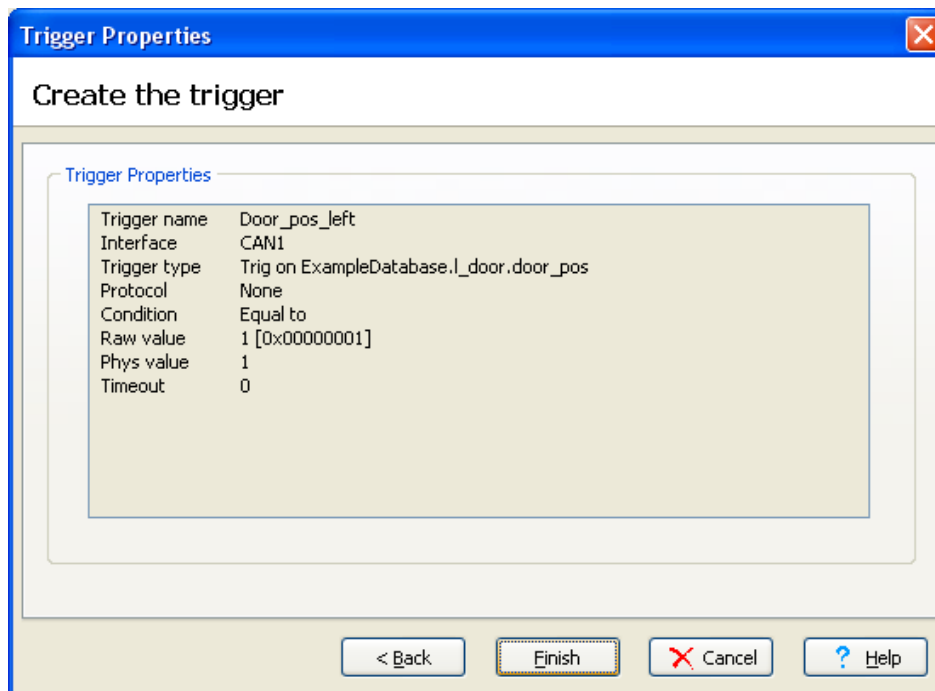 Trigger Properties
Create the trigger
Trigger Properties
Trigger name Door_pos_left
Interface CAN1
Trigger type Trig on ExampleDatabase.l_door.door_pos
Protocol None
Condition Equal to
Raw value 1 [0x00000001]
Phys value 1
Timeout 0
< Back Finish Cancel ? Help